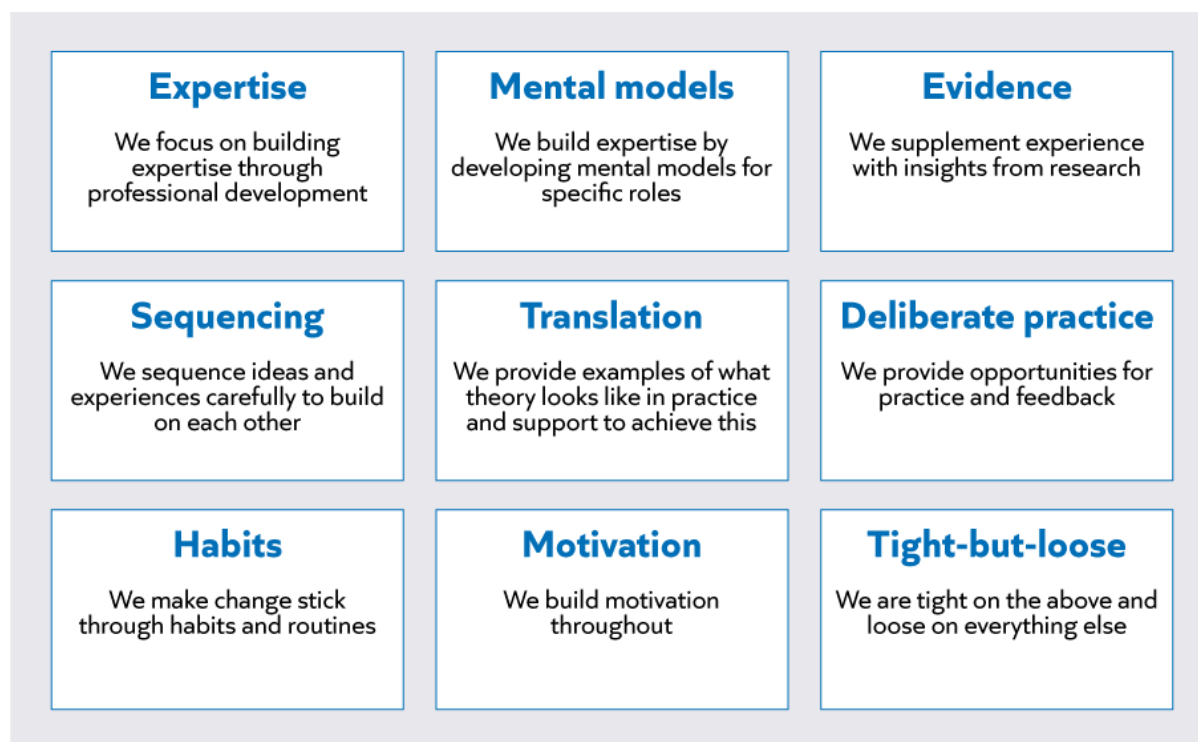 Expertise
We focus on building
expertise through
professional development
Mental models
We build expertise by
developing mental models for
specific roles
Evidence
We supplement experience
with insights from research
Sequencing
We sequence ideas and
experiences carefully to build
on each other
Translation
We provide examples of what
theory looks like in practice
and support to achieve this
Deliberate practice
We provide opportunities for
practice and feedback
Habits
We make change stick
through habits and routines
Motivation
We build motivation
throughout
Tight-but-loose
We are tight on the above and
loose on everything else